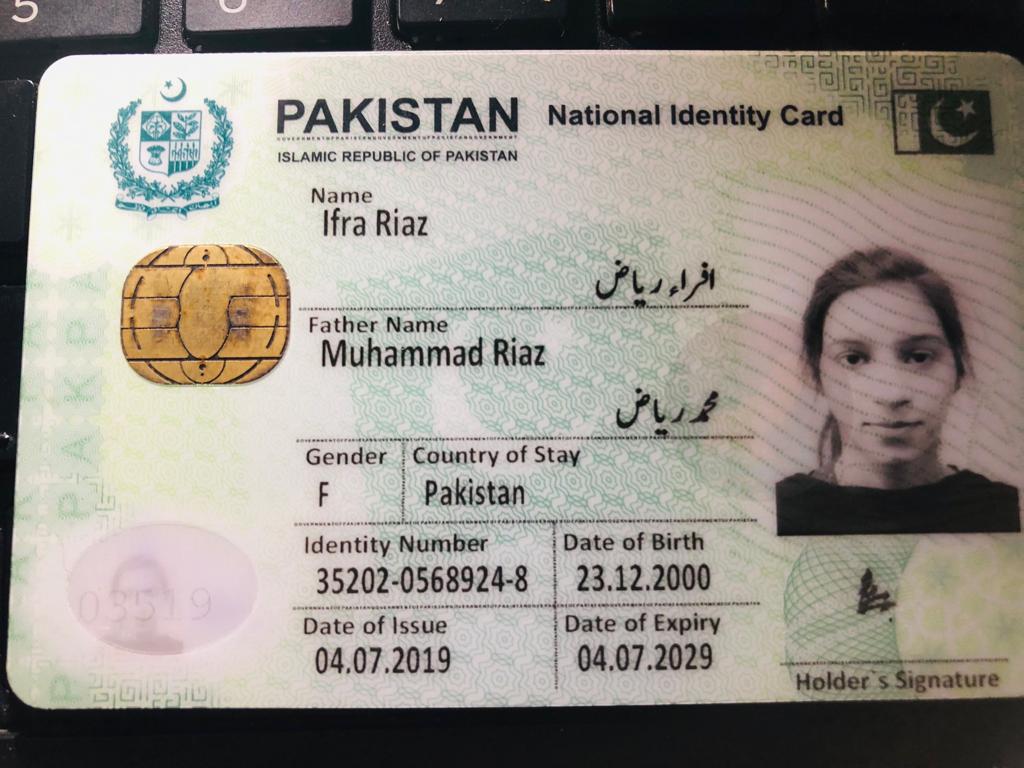 5
6
PAKISTAN National Identity Card
ISLAMIC REPUBLIC OF PAKISTAN
Name
Ifra Riaz
افراء ریاض
Father Name
Muhammad Riaz
محمد ریاض
Gender Country of Stay
F Pakistan
Identity Number Date of Birth
35202-0568924-8 23.12.2000
Date of Issue Date of Expiry
04.07.2019 04.07.2029
03519
Holder`s Signature